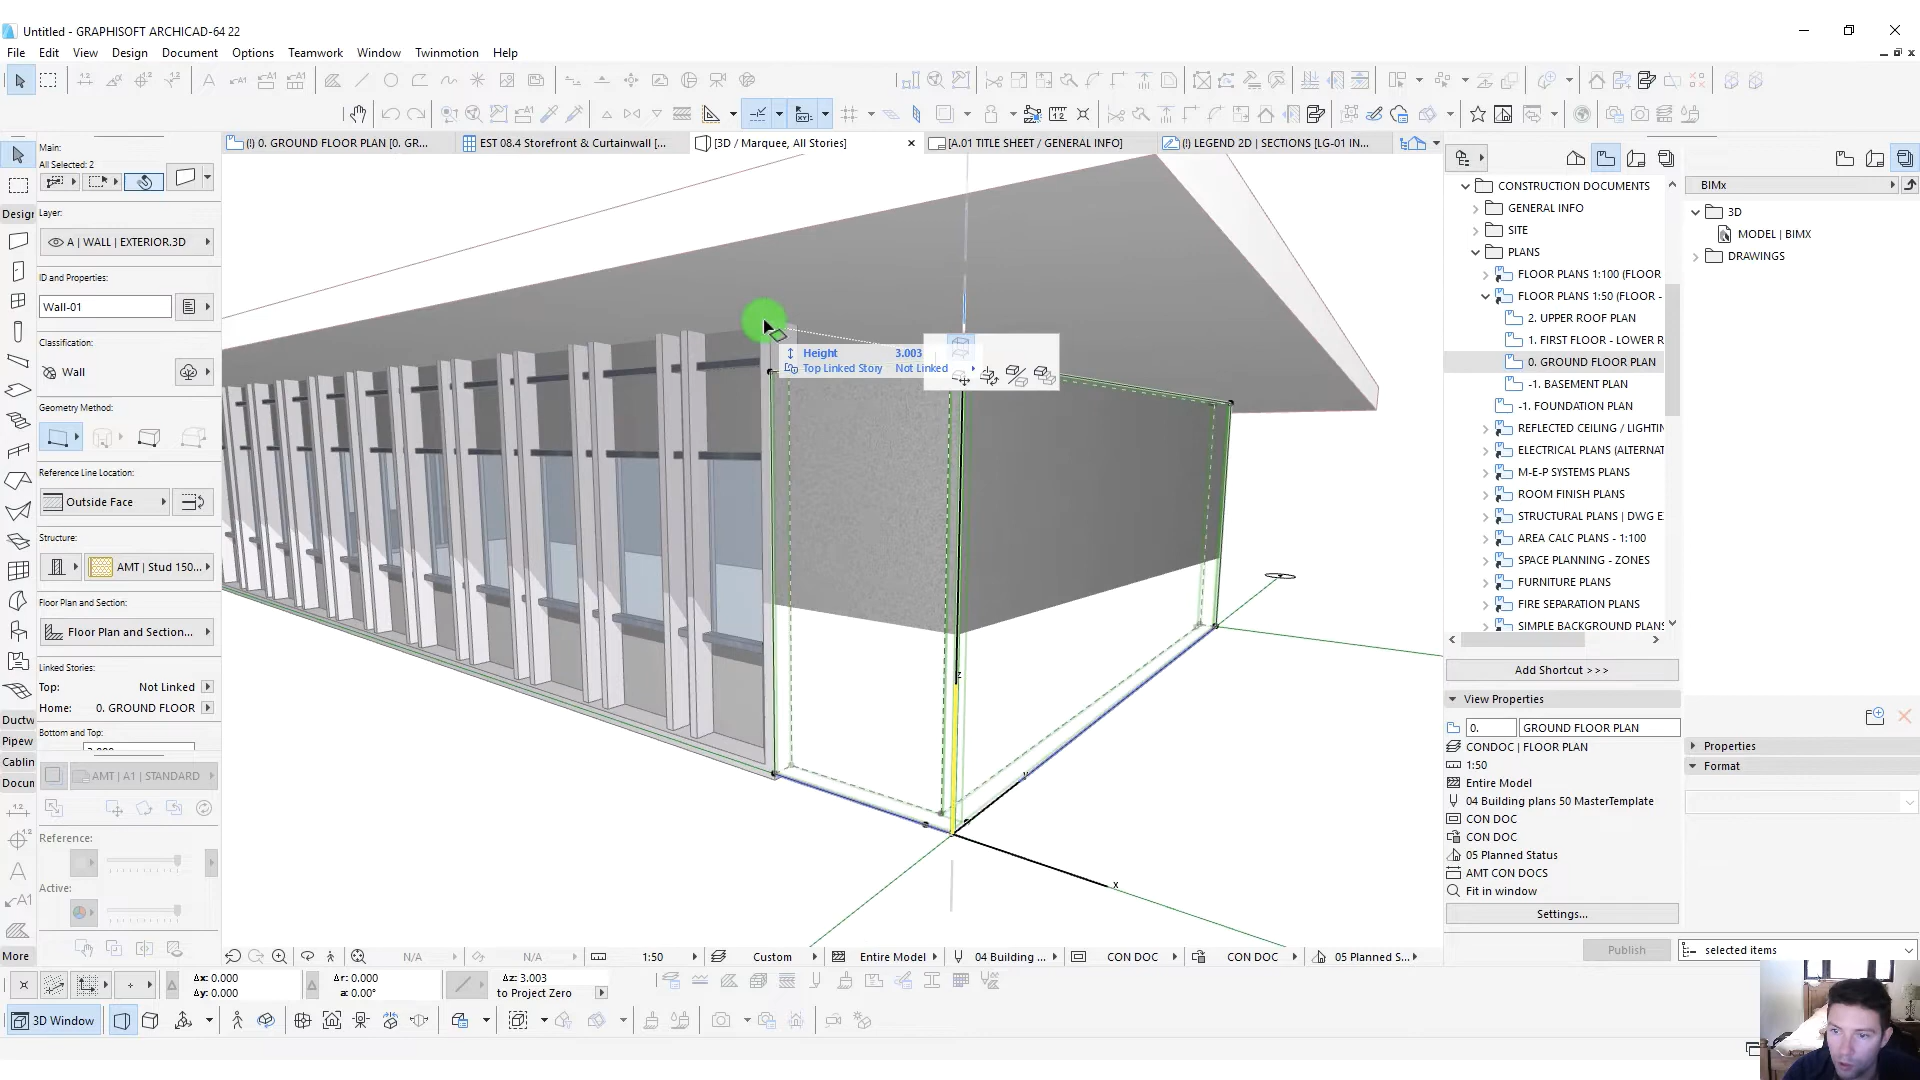 Untitled - GRAPHISOFT ARCHICAD-64 22
File Edit View Design Document Options Teamwork Window Twinmotion Help
(!) 0. GROUND FLOOR PLAN [0. GR...
EST 08.4 Storefront & Curtainwall [...
[3D / Marquee, All Stories]
[A.01 TITLE SHEET / GENERAL INFO]
(!) LEGEND 2D | SECTIONS [LG-01 IN...
Main:
All Selected: 2
Design
Layer:
A | WALL | EXTERIOR.3D
ID and Properties:
Wall-01
Classification:
Wall
Geometry Method:
Reference Line Location:
Outside Face
Structure:
AMT | Stud 150...
Floor Plan and Section:
Floor Plan and Section...
Linked Stories:
Top: Not Linked
Home: 0. GROUND FLOOR
Ductw
Bottom and Top:
Pipew
Cablin
AMT | A1 | STANDARD
Docun
Reference:
Active:
More
Height 3.003
Top Linked Story Not Linked
z
y
x
CONSTRUCTION DOCUMENTS
GENERAL INFO
SITE
PLANS
FLOOR PLANS 1:100 (FLOOR
FLOOR PLANS 1:50 (FLOOR -
2. UPPER ROOF PLAN
1. FIRST FLOOR - LOWER R
0. GROUND FLOOR PLAN
-1. BASEMENT PLAN
-1. FOUNDATION PLAN
REFLECTED CEILING / LIGHTIN
ELECTRICAL PLANS (ALTERNAT
M-E-P SYSTEMS PLANS
ROOM FINISH PLANS
STRUCTURAL PLANS | DWG E
AREA CALC PLANS - 1:100
SPACE PLANNING - ZONES
FURNITURE PLANS
FIRE SEPARATION PLANS
SIMPLE BACKGROUND PLANS
Add Shortcut >>>
View Properties
0. GROUND FLOOR PLAN
CONDOC | FLOOR PLAN
1:50
Entire Model
04 Building plans 50 MasterTemplate
CON DOC
CON DOC
05 Planned Status
AMT CON DOCS
Fit in window
Settings...
BIMx
3D
MODEL | BIMX
DRAWINGS
Properties
Format
Publish
selected items
N/A
N/A
1:50
Custom
Entire Model
04 Building ...
CON DOC
CON DOC
05 Planned S...
Δx: 0.000
Δy: 0.000
Δr: 0.000
a: 0.00°
Δz: 3.003
to Project Zero
3D Window